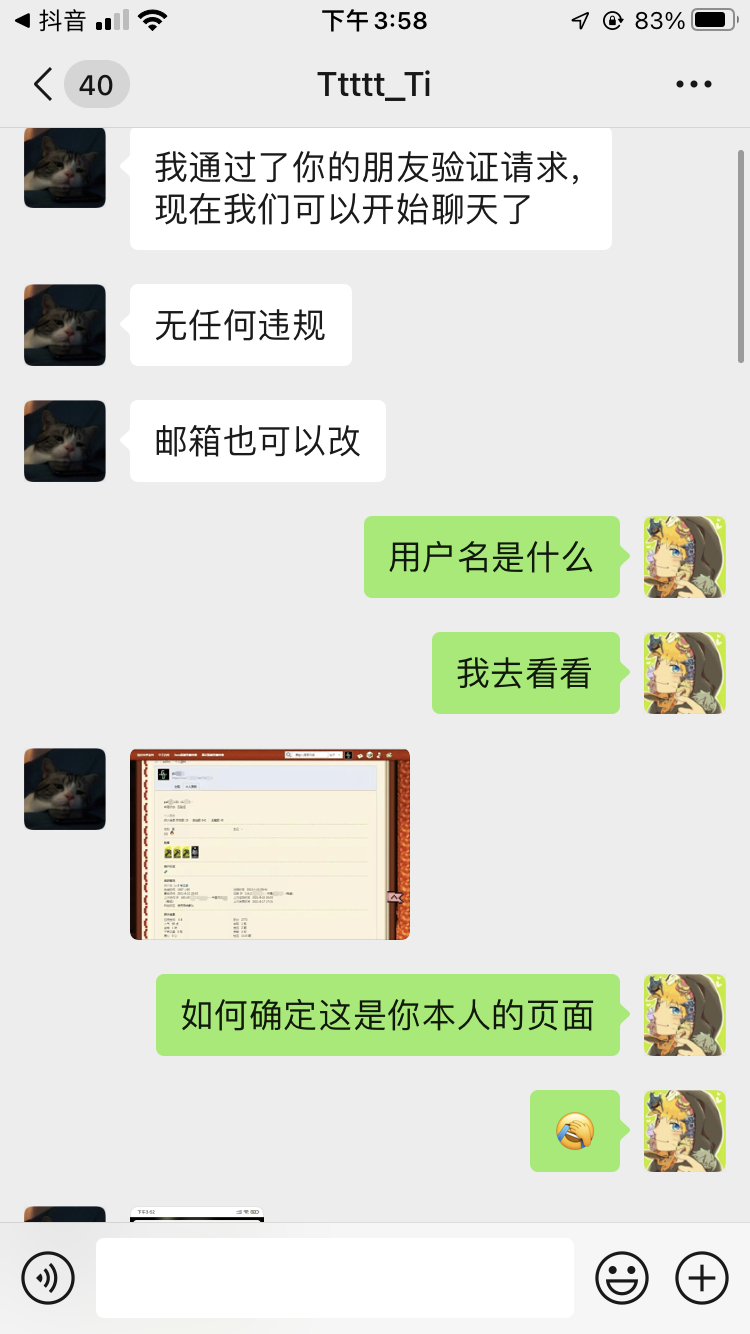 抖音
下午3:58
83%
40
Ttttt_Ti
我通过了你的朋友验证请求，
现在我们可以开始聊天了
无任何违规
邮箱也可以改
用户名是什么
我去看看
如何确定这是你本人的页面